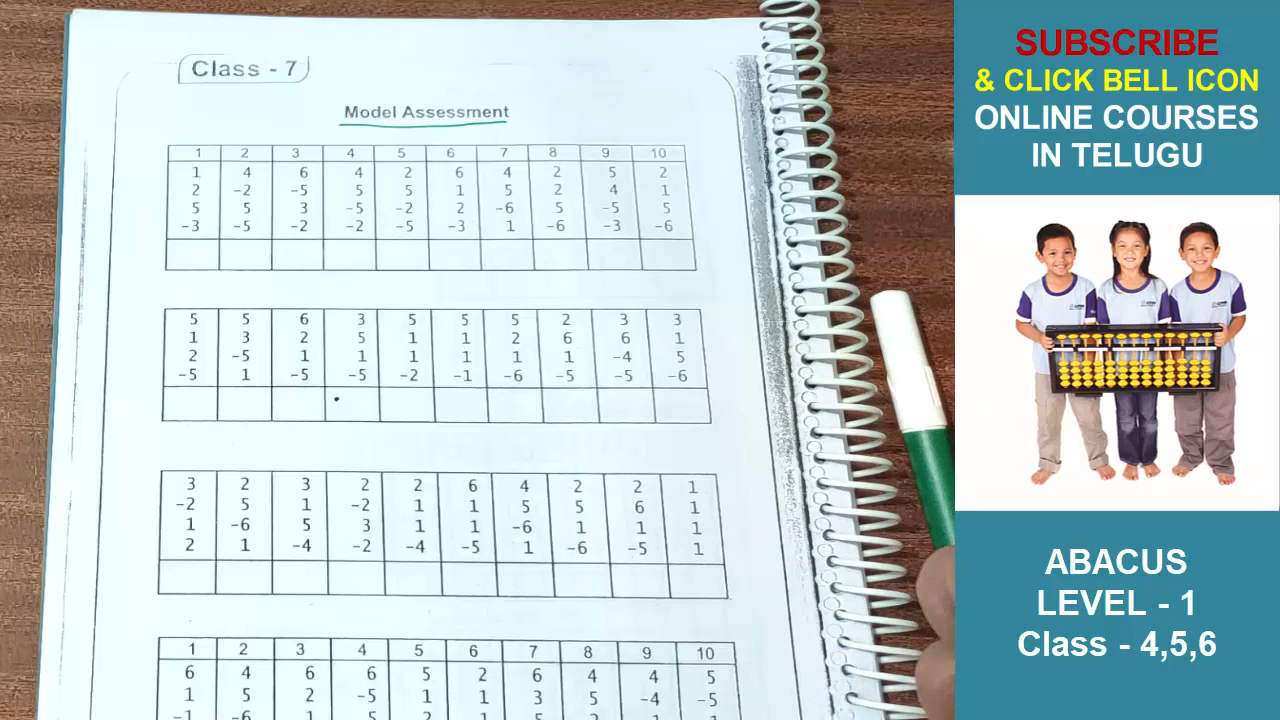 Class - 7
Model Assessment
1 2 3 4 5 6 7 8 9 10
1 4 6 4 2 6 4 2 5 2
2 -2 -5 5 5 1 5 2 4 1
5 5 3 -5 -2 2 -6 5 -5 5
-3 -5 -2 -2 -5 -3 1 -6 -3 -6
5 5 6 3 5 5 5 2 3 3
1 3 2 5 1 1 2 6 6 1
2 -5 1 1 1 1 1 1 -4 5
-5 1 -5 -5 -2 -1 -6 -5 -5 -6
3 2 3 2 2 6 4 2 2 1
-2 5 1 -2 1 1 5 5 6 1
1 -6 5 3 1 1 -6 1 1 1
2 1 -4 -2 -4 -5 1 -6 -5 1
1 2 3 4 5 6 7 8 9 10
6 4 6 6 5 2 6 4 4 5
1 5 2 -5 1 1 3 5 -4 -5
SUBSCRIBE
& CLICK BELL ICON
ONLINE COURSES
IN TELUGU
ABACUS
LEVEL - 1
Class - 4,5,6